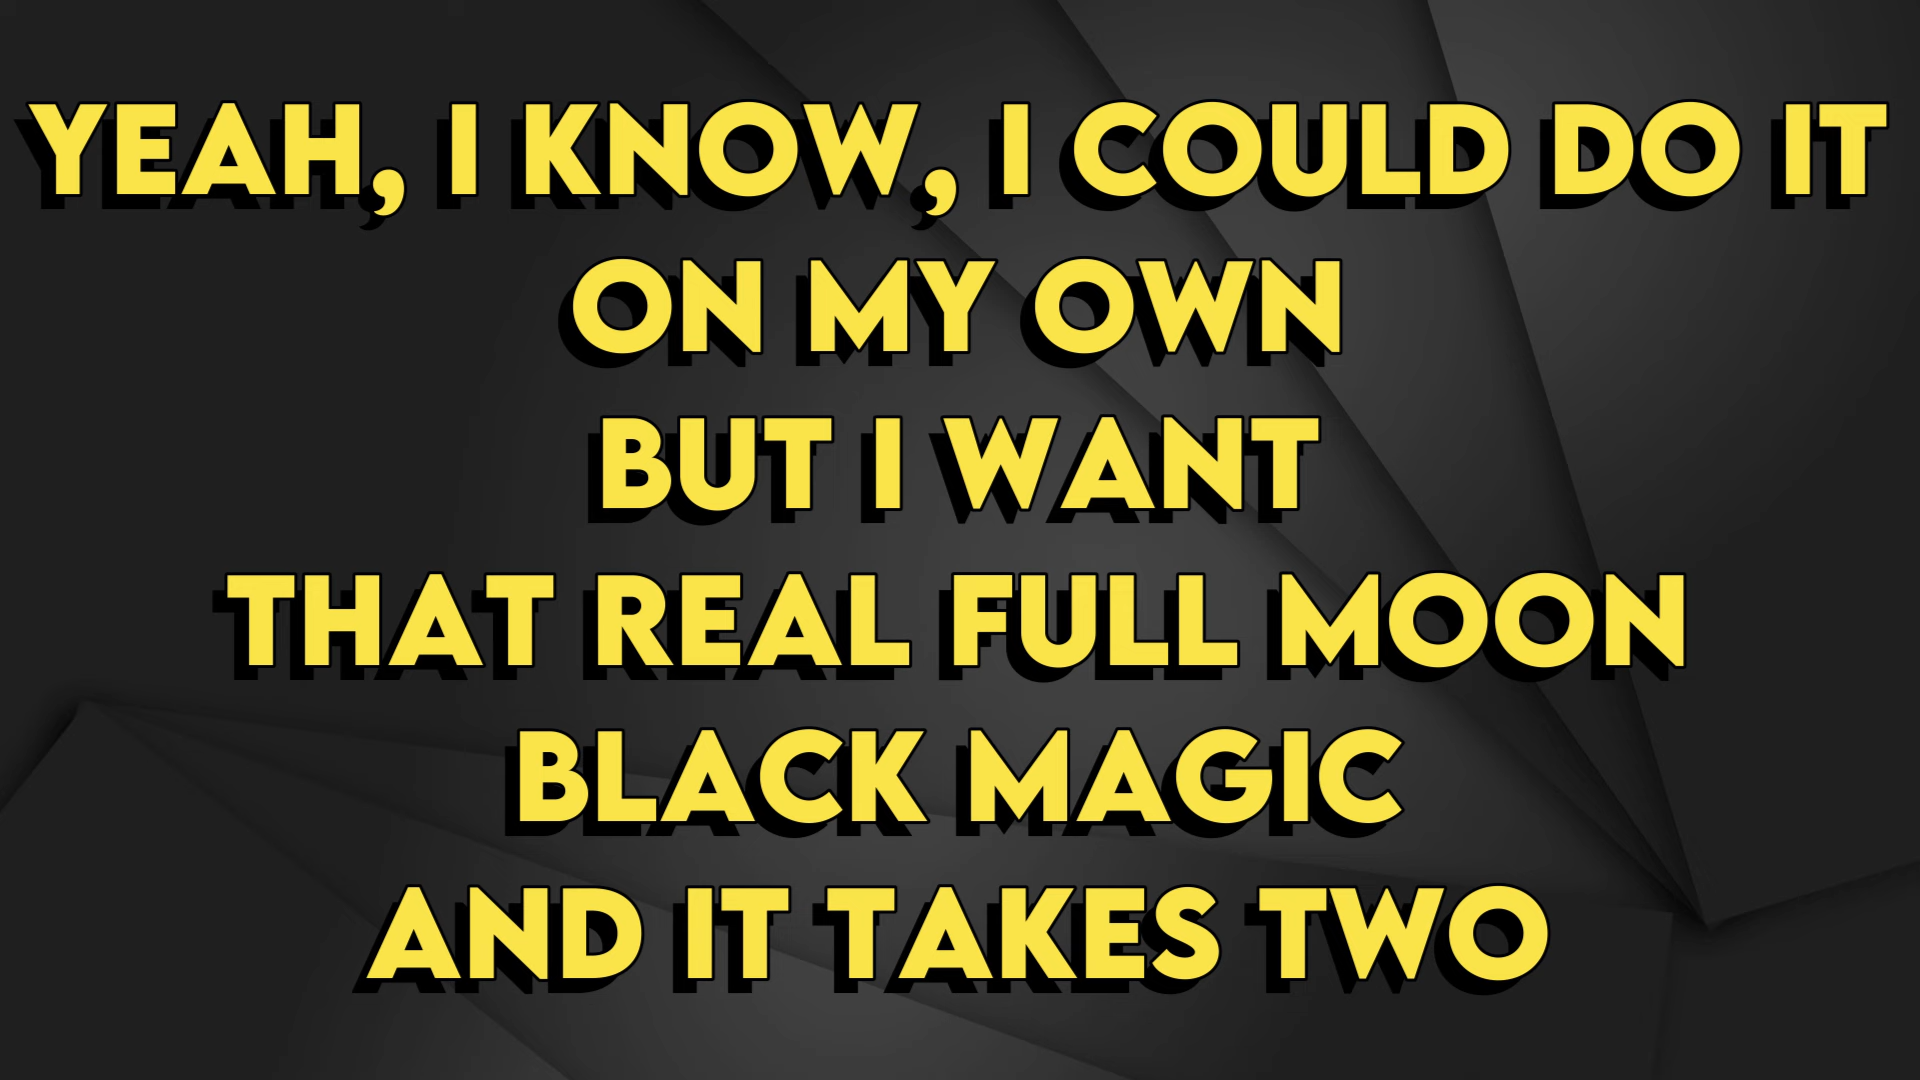 YEAH, I KNOW, I COULD DO IT
ON MY OWN
BUT I WANT
THAT REAL FULL MOON
BLACK MAGIC
AND IT TAKES TWO